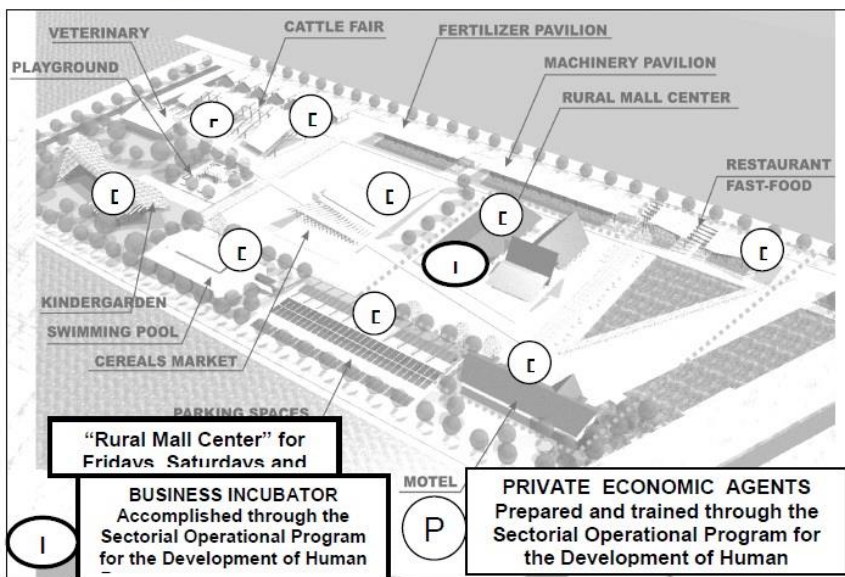 VETERINARY
CATTLE FAIR
FERTILIZER PAVILION
PLAYGROUND
MACHINERY PAVILION
RURAL MALL CENTER
RESTAURANT
FAST-FOOD
KINDERGARDEN
SWIMMING POOL
CEREALS MARKET
PARKING SPACES
MOTEL
I
"Rural Mall Center" for
Fridays, Saturdays and
I
BUSINESS INCUBATOR
Accomplished through the
Sectorial Operational Program
for the Development of Human
P
PRIVATE ECONOMIC AGENTS
Prepared and trained through the
Sectorial Operational Program for
the Development of Human